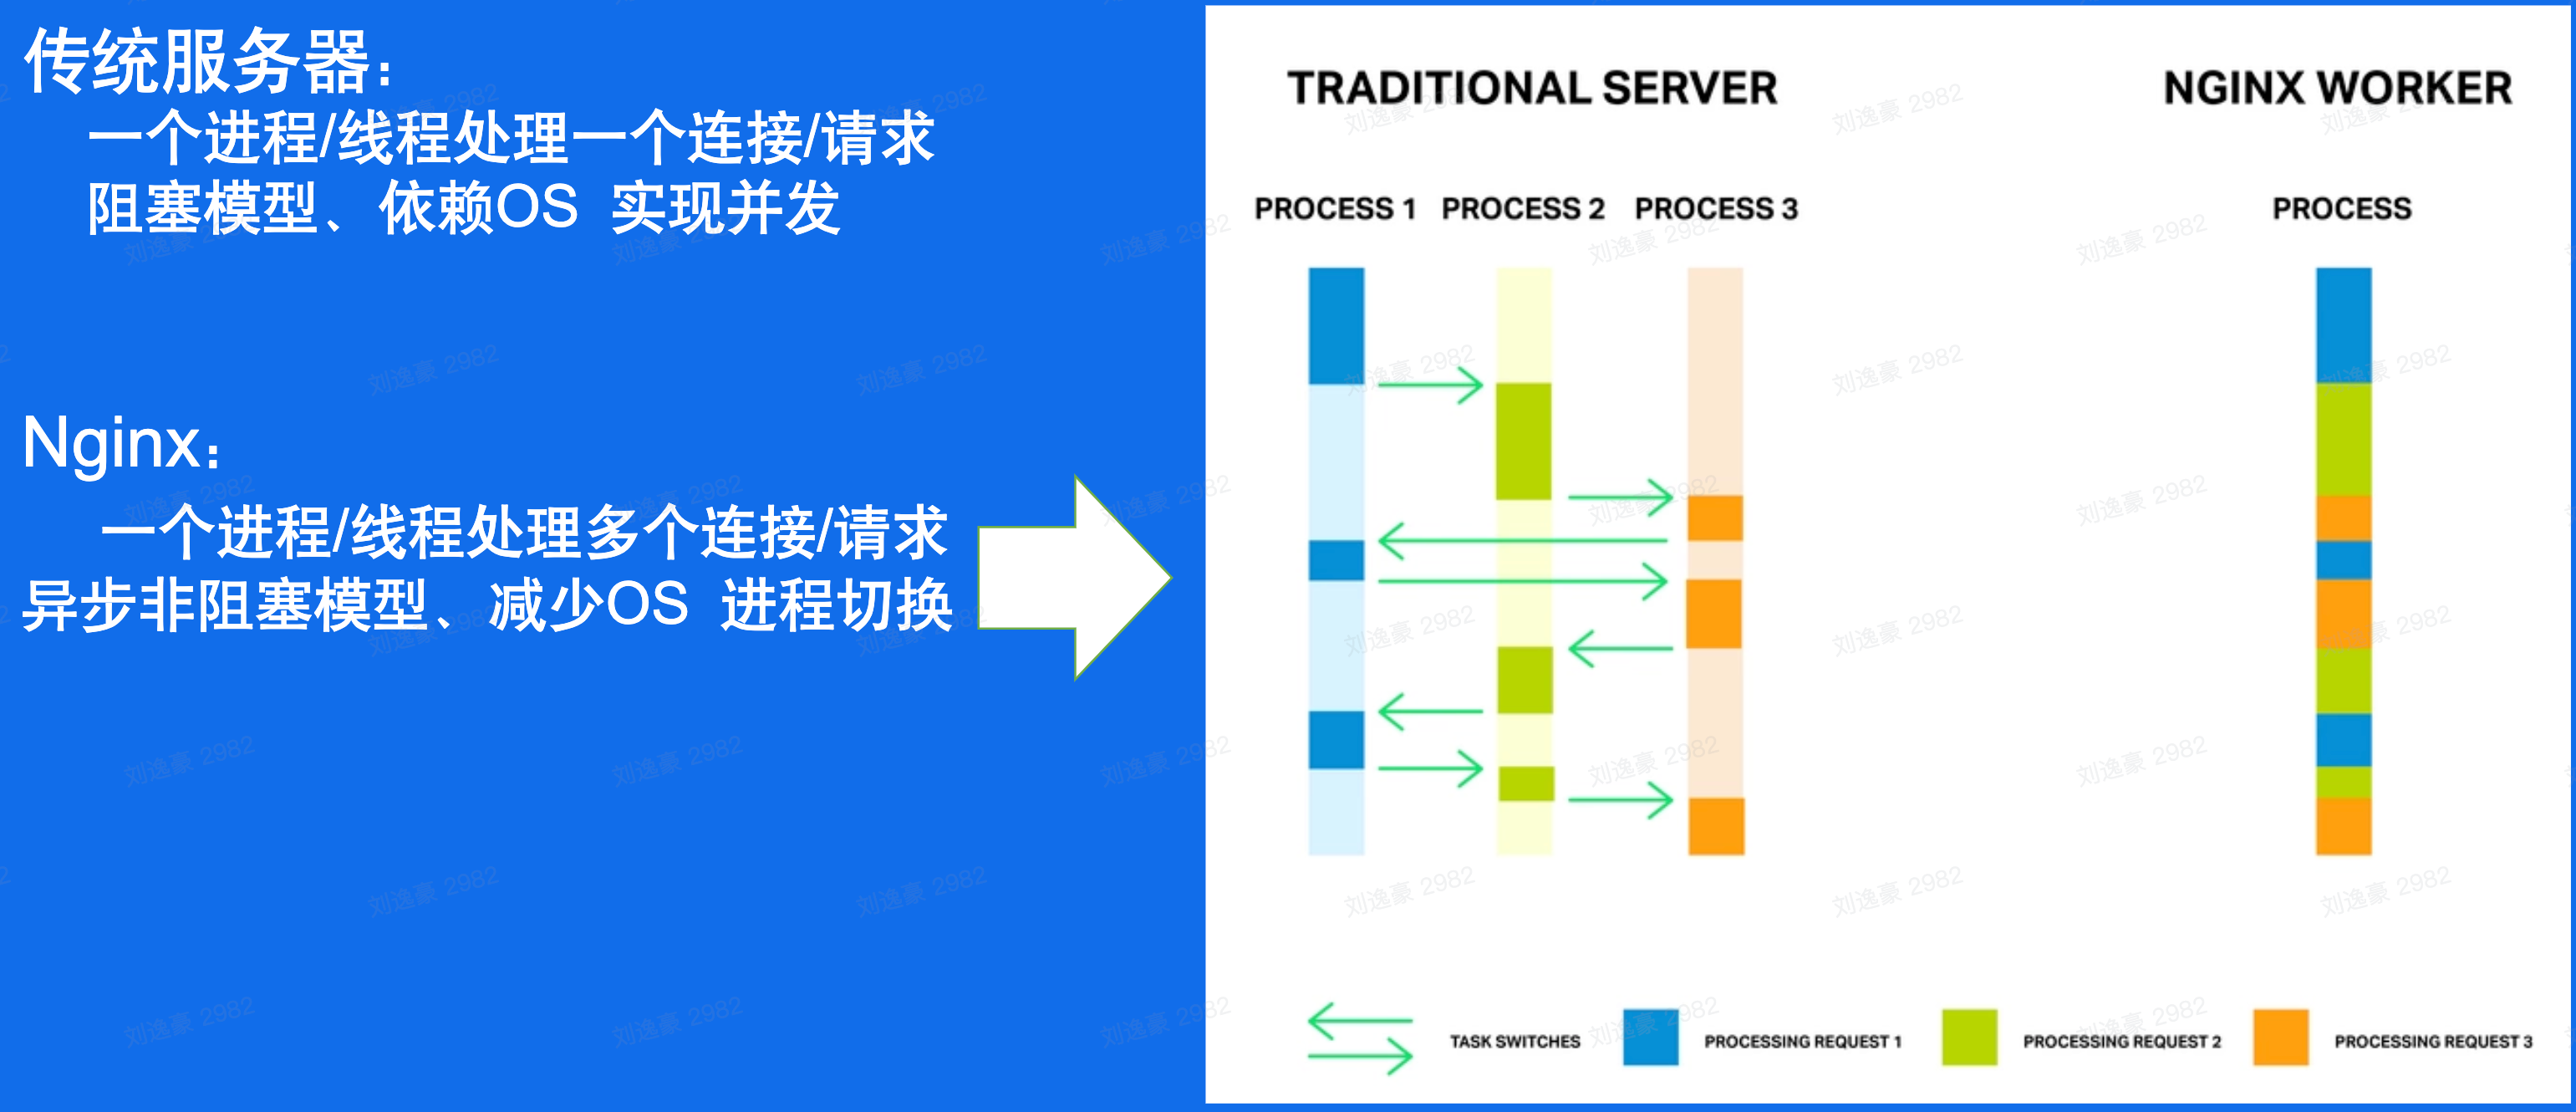 传统服务器：
一个进程/线程处理一个连接/请求
阻塞模型、依赖OS 实现并发
Nginx：
一个进程/线程处理多个连接/请求
异步非阻塞模型、减少OS 进程切换
TRADITIONAL SERVER
NGINX WORKER
PROCESS 1 PROCESS 2 PROCESS 3
PROCESS
TASK SWITCHES
PROCESSING REQUEST 1
PROCESSING REQUEST 2
PROCESSING REQUEST 3
刘逸豪 2982